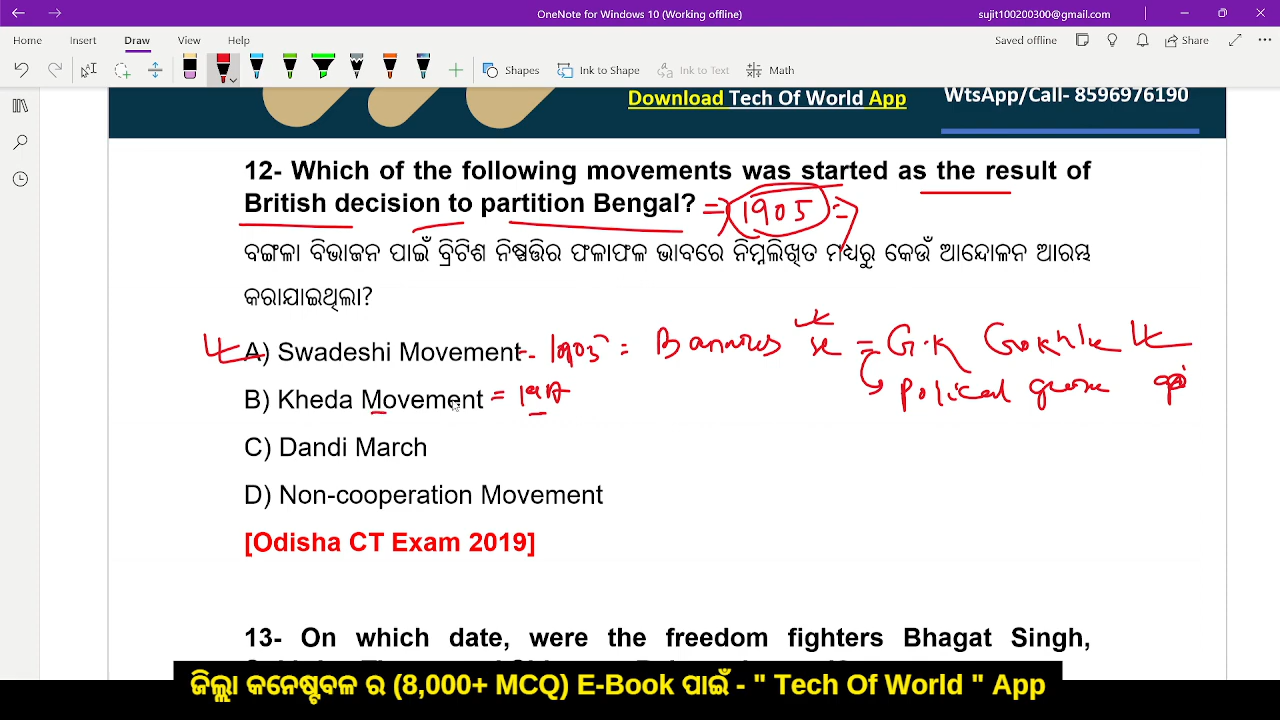 OneNote for Windows 10 (Working offline)
sujit100200300@gmail.com
Home Insert Draw View Help
Saved offline Share
Shapes Ink to Shape Ink to Text Math
Download Tech Of World App
WtsApp/Call- 8596976190
12- Which of the following movements was started as the result of
British decision to partition Bengal? => 1905 =>
ବଙ୍ଗଳା ବିଭାଜନ ପାଇଁ ବ୍ରିଟିଶ ନିଷ୍ପତ୍ତିର ଫଳାଫଳ ଭାବରେ ନିମ୍ନଲିଖିତ ମଧ୍ୟରୁ କେଉଁ ଆନ୍ଦୋଳନ ଆରମ୍ଭ
କରାଯାଇଥିଲା?
A) Swadeshi Movement - 1905 = Banares se = G.K Gokhle
B) Kheda Movement =
C) Dandi March
D) Non-cooperation Movement
[Odisha CT Exam 2019]
13- On which date, were the freedom fighters Bhagat Singh,
ଜିଲ୍ଲା କନେଷ୍ଟବଳ ର (8,000+ MCQ) E-Book ପାଇଁ - " Tech Of World " App